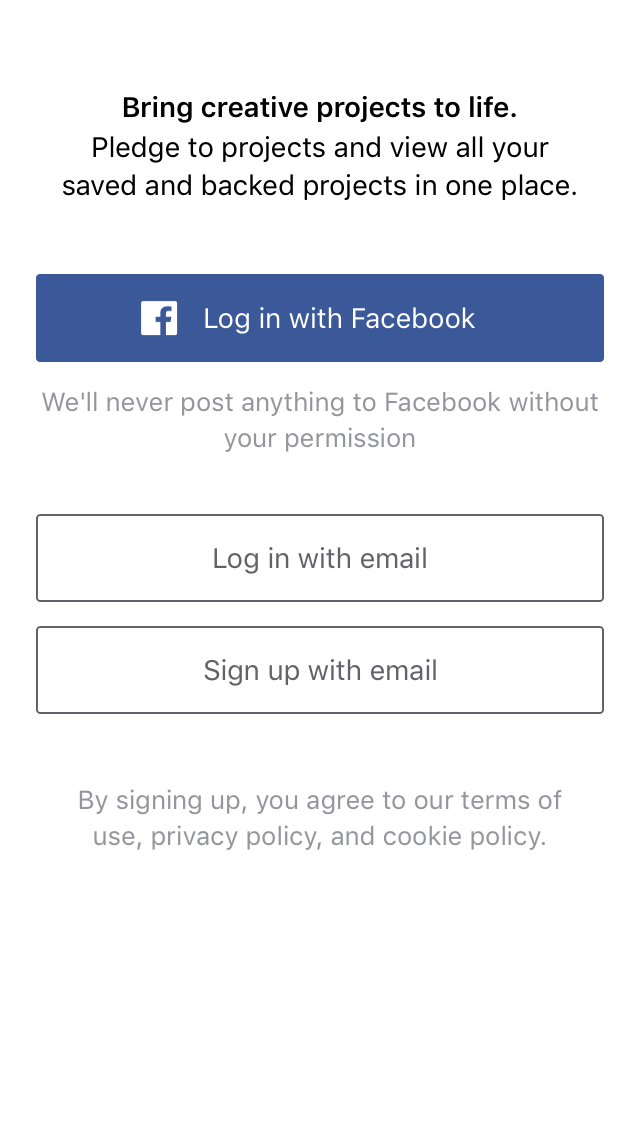 Bring creative projects to life.
Pledge to projects and view all your
saved and backed projects in one place.
Log in with Facebook
We'll never post anything to Facebook without
your permission
Log in with email
Sign up with email
By signing up, you agree to our terms of
use, privacy policy, and cookie policy.